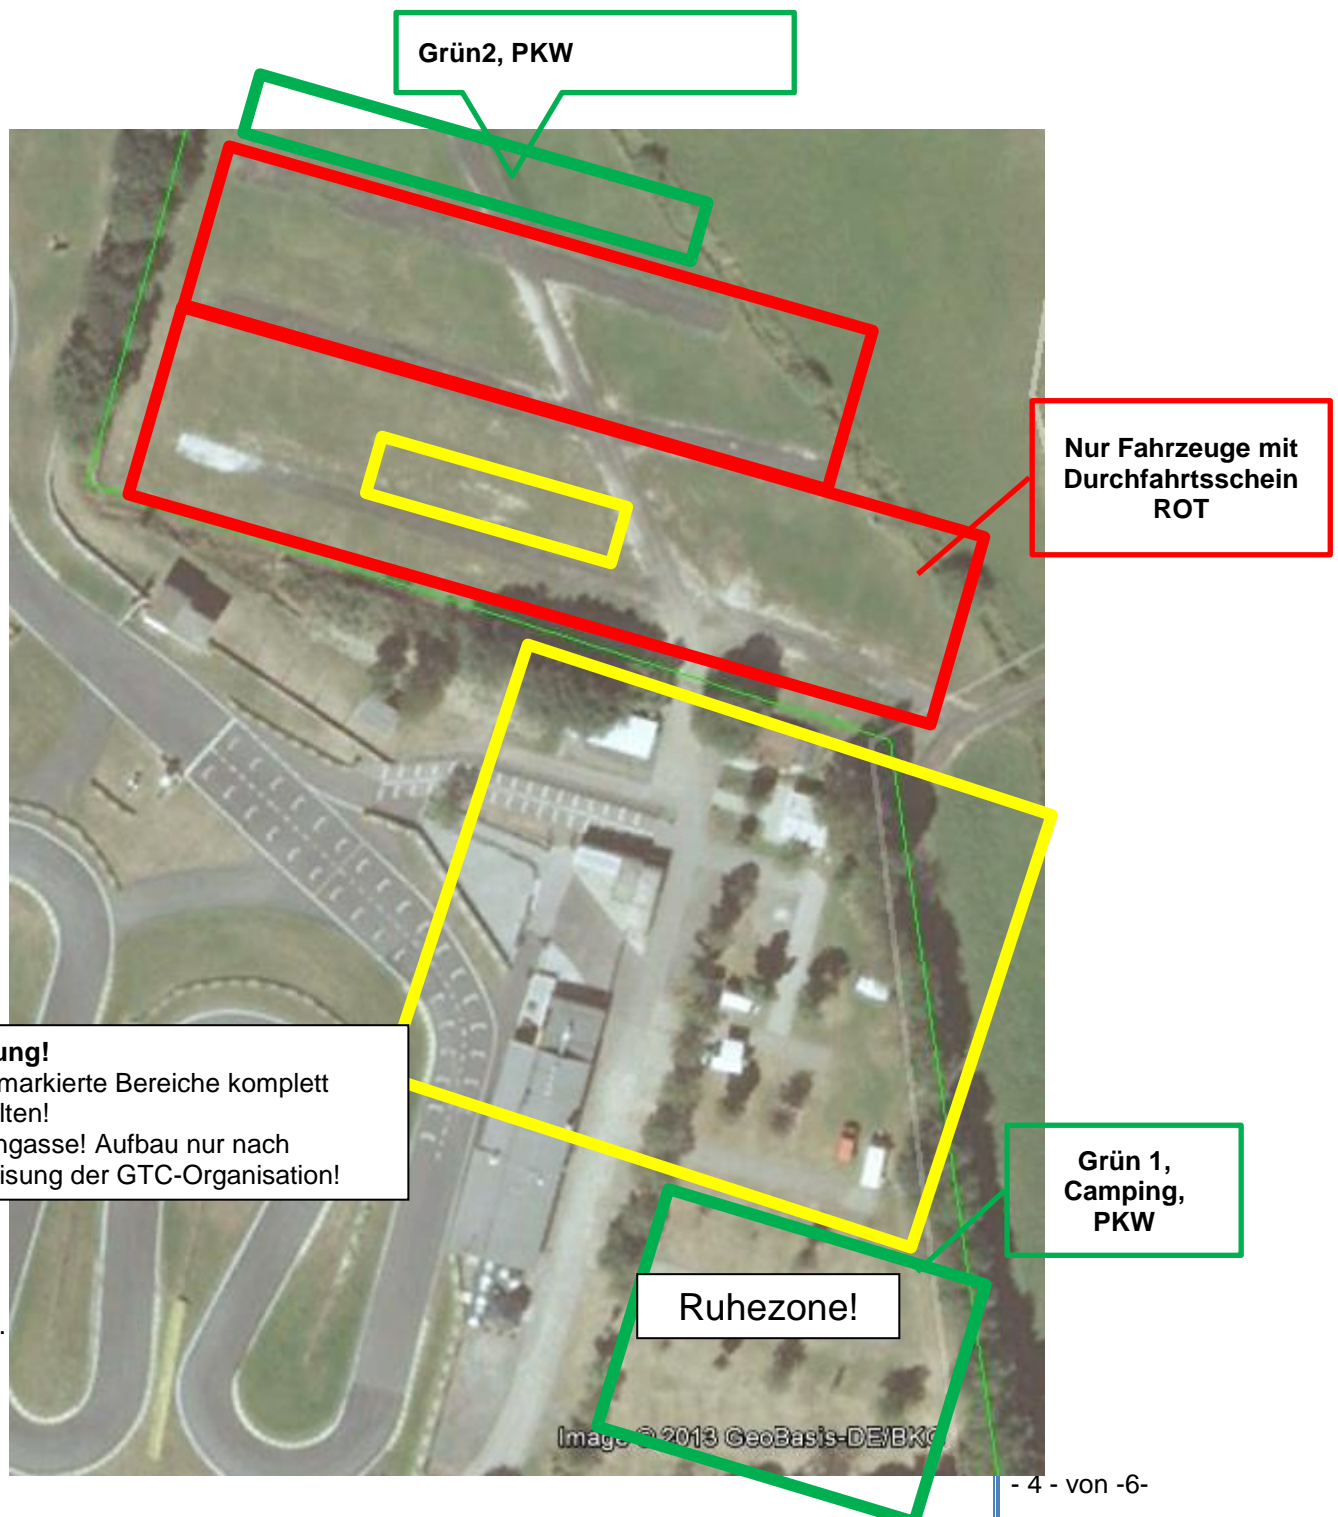 Grün2, PKW
Nur Fahrzeuge mit
Durchfahrtsschein
ROT
ung!
markierte Bereiche komplett
lten!
ngasse! Aufbau nur nach
isung der GTC-Organisation!
Grün 1,
Camping,
PKW
Ruhezone!
.
Image © 2013 GeoBasis-DE/BKG
- 4 - von -6-